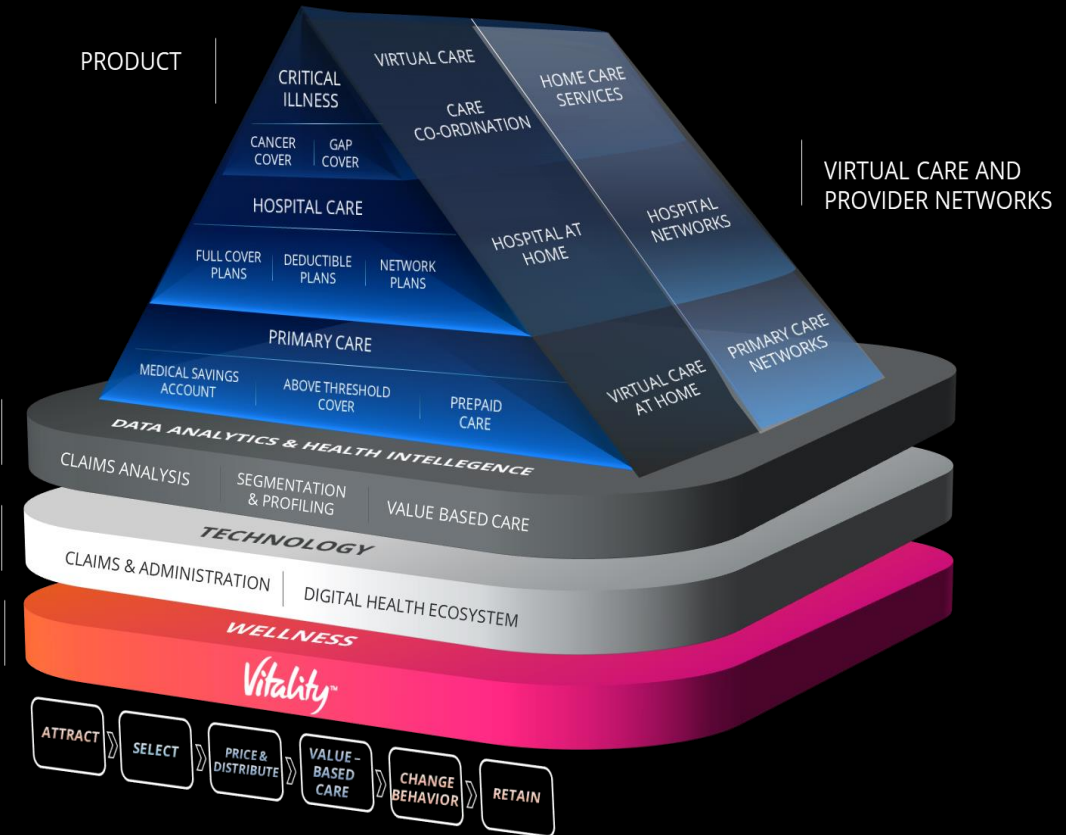 PRODUCT
CRITICAL
ILLNESS
CANCER
COVER
GAP
COVER
HOSPITAL CARE
FULL COVER
PLANS
DEDUCTIBLE
PLANS
NETWORK
PLANS
PRIMARY CARE
MEDICAL SAVINGS
ACCOUNT
ABOVE THRESHOLD
COVER
PREPAID
CARE
VIRTUAL CARE
CARE
CO-ORDINATION
HOSPITAL AT
HOME
VIRTUAL CARE
AT HOME
HOME CARE
SERVICES
HOSPITAL
NETWORKS
PRIMARY CARE
NETWORKS
VIRTUAL CARE AND
PROVIDER NETWORKS
DATA ANALYTICS & HEALTH INTELLEGENCE
CLAIMS ANALYSIS
SEGMENTATION
& PROFILING
VALUE BASED CARE
TECHNOLOGY
CLAIMS & ADMINISTRATION
DIGITAL HEALTH ECOSYSTEM
WELLNESS
Vitality™
ATTRACT
SELECT
PRICE &
DISTRIBUTE
VALUE –
BASED
CARE
CHANGE
BEHAVIOR
RETAIN